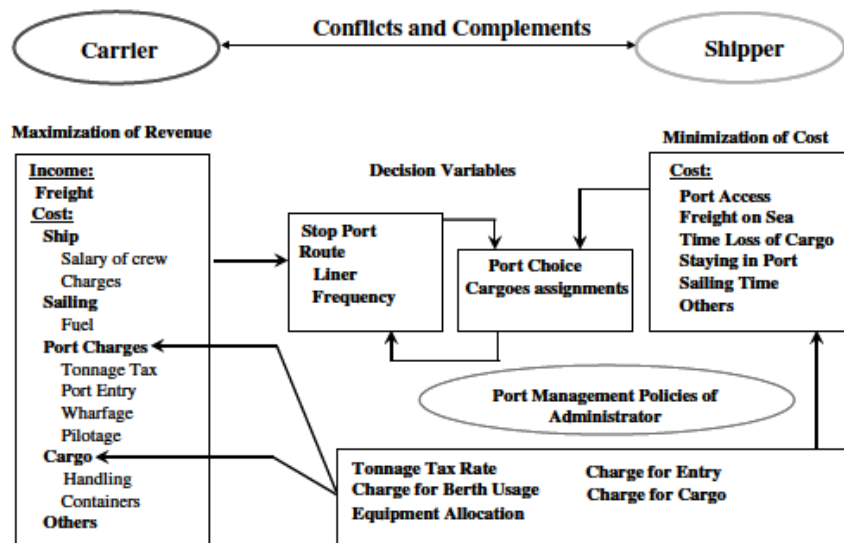 Conflicts and Complements
Carrier
Shipper
Maximization of Revenue
Income:
Freight
Cost:
Ship
Salary of crew
Charges
Sailing
Fuel
Port Charges
Tonnage Tax
Port Entry
Wharfage
Pilotage
Cargo
Handling
Containers
Others
Decision Variables
Stop Port
Route
Liner
Frequency
Port Choice
Cargoes assignments
Minimization of Cost
Cost:
Port Access
Freight on Sea
Time Loss of Cargo
Staying in Port
Sailing Time
Others
Port Management Policies of
Administrator
Tonnage Tax Rate
Charge for Berth Usage
Equipment Allocation
Charge for Entry
Charge for Cargo